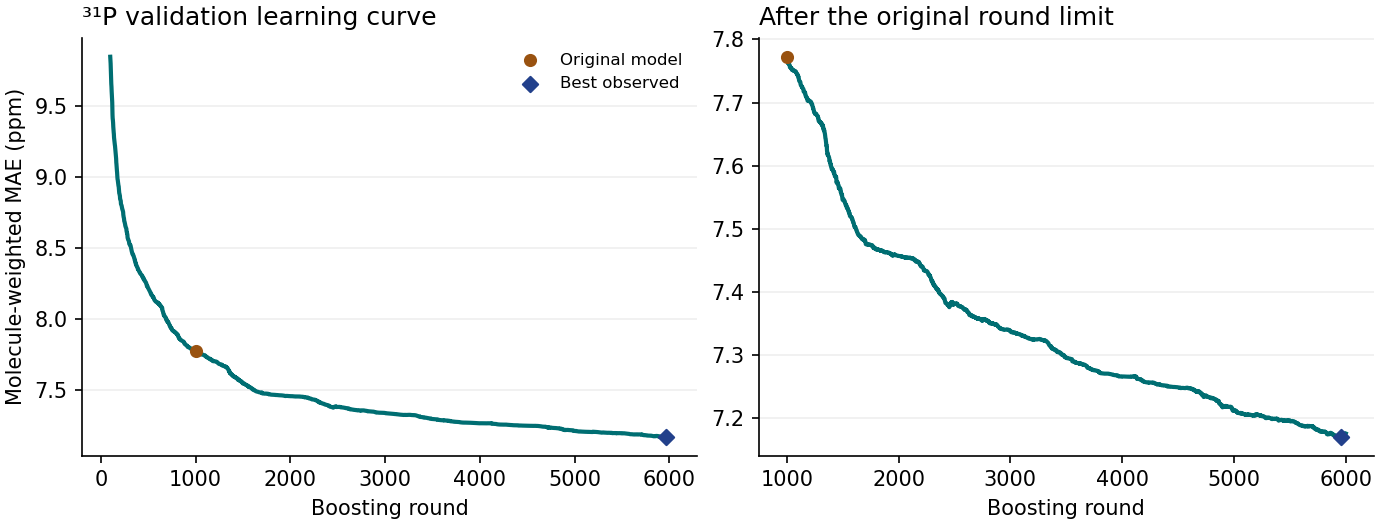 ³¹P validation learning curve
Molecule-weighted MAE (ppm)
9.5
9.0
8.5
8.0
7.5
Original model
Best observed
0 1000 2000 3000 4000 5000 6000
Boosting round
After the original round limit
7.8
7.7
7.6
7.5
7.4
7.3
7.2
1000 2000 3000 4000 5000 6000
Boosting round